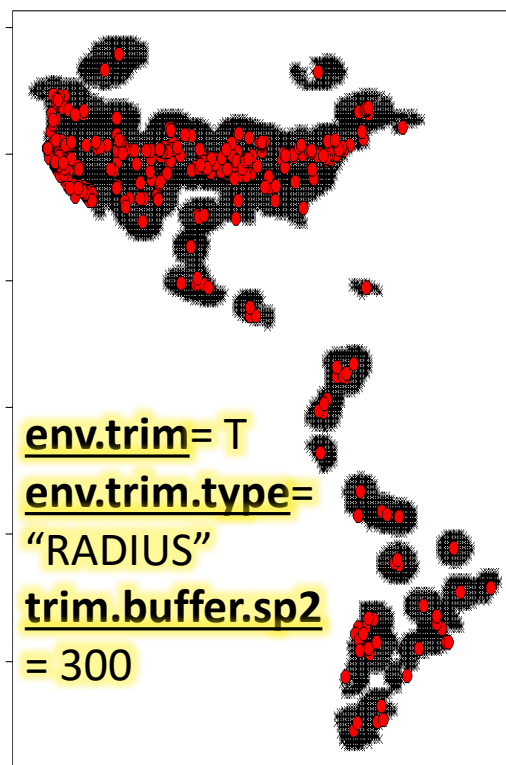 env.trim= T
env.trim.type=
“RADIUS”
trim.buffer.sp2
= 300